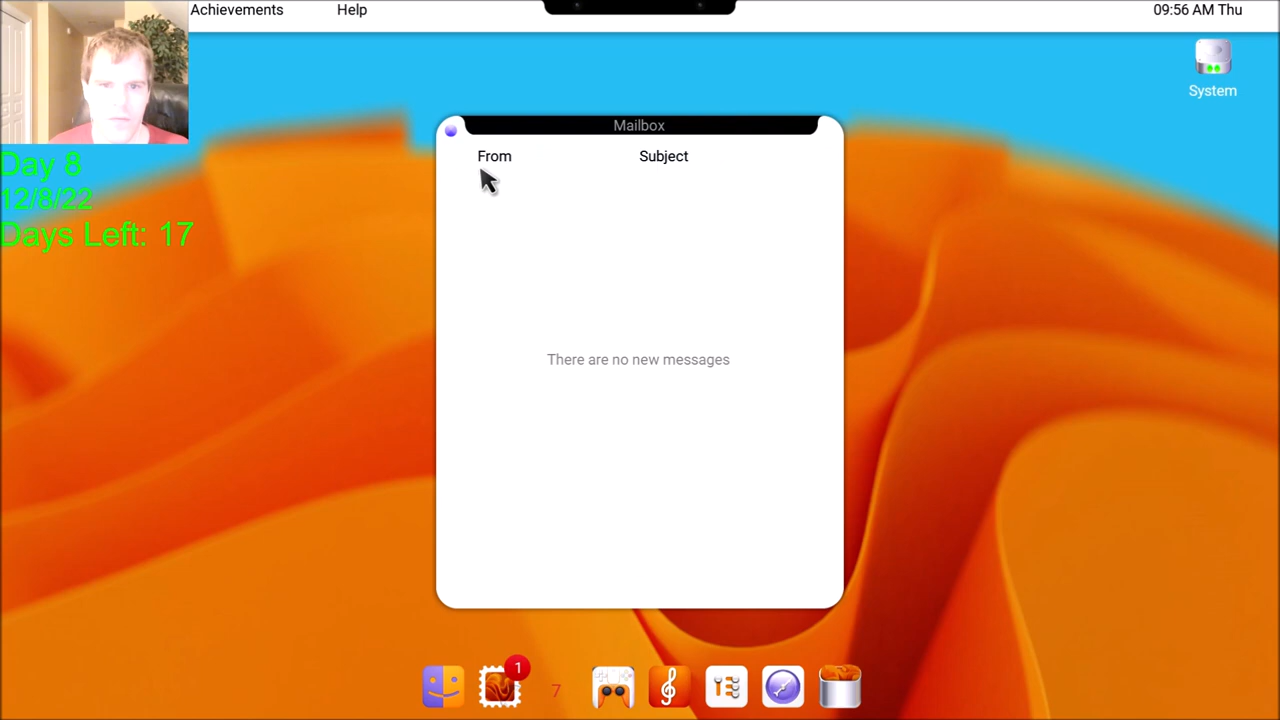 Achievements Help 09:56 AM Thu
System
Mailbox
From Subject
Day 8
12/8/22
Days Left: 17
There are no new messages
1
7